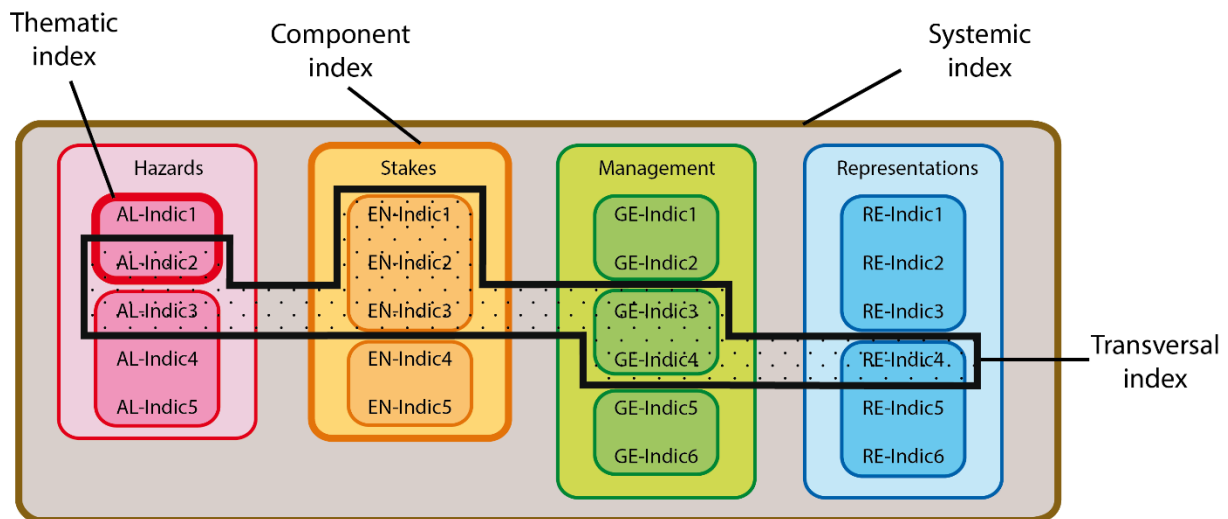 Thematic
index
Component
index
Systemic
index
Hazards
AL-Indic1
AL-Indic2
AL-Indic3
AL-Indic4
AL-Indic5
Stakes
EN-Indic1
EN-Indic2
EN-Indic3
EN-Indic4
EN-Indic5
Management
GE-Indic1
GE-Indic2
GE-Indic3
GE-Indic4
GE-Indic5
GE-Indic6
Representations
RE-Indic1
RE-Indic2
RE-Indic3
RE-Indic4
RE-Indic5
RE-Indic6
Transversal
index